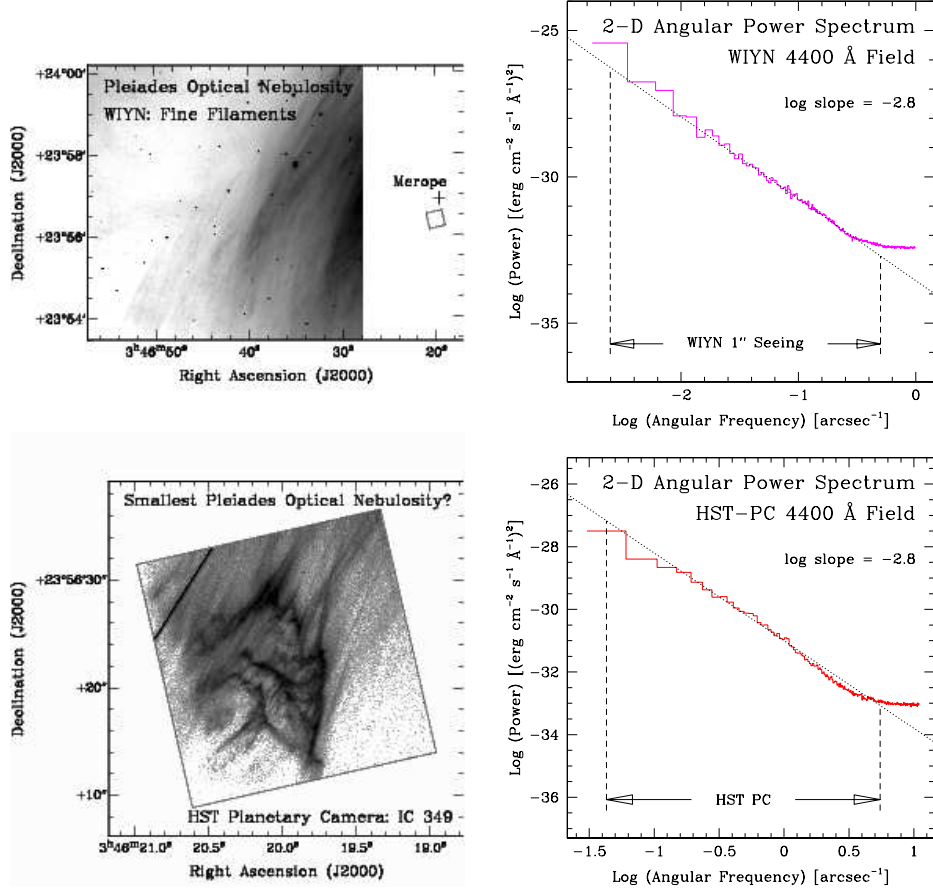 Pleiades Optical Nebulosity
WIYN: Fine Filaments
Merope
+24°00'
+23°58'
+23°56'
+23°54'
Declination (J2000)
3ʰ46ᵐ50ˢ 40ˢ 30ˢ 20ˢ
Right Ascension (J2000)
2-D Angular Power Spectrum
WIYN 4400 Å Field
log slope = -2.8
-25
-30
-35
Log (Power) [(erg cm⁻² s⁻¹ Å⁻¹)²]
WIYN 1″ Seeing
-2 -1 0
Log (Angular Frequency) [arcsec⁻¹]
Smallest Pleiades Optical Nebulosity?
+23°56'30″
+20″
+10″
Declination (J2000)
HST Planetary Camera: IC 349
3ʰ46ᵐ21.0ˢ 20.5ˢ 20.0ˢ 19.5ˢ 19.0ˢ
Right Ascension (J2000)
2-D Angular Power Spectrum
HST-PC 4400 Å Field
log slope = -2.8
-26
-28
-30
-32
-34
-36
Log (Power) [(erg cm⁻² s⁻¹ Å⁻¹)²]
HST PC
-1.5 -1 -0.5 0 0.5 1
Log (Angular Frequency) [arcsec⁻¹]